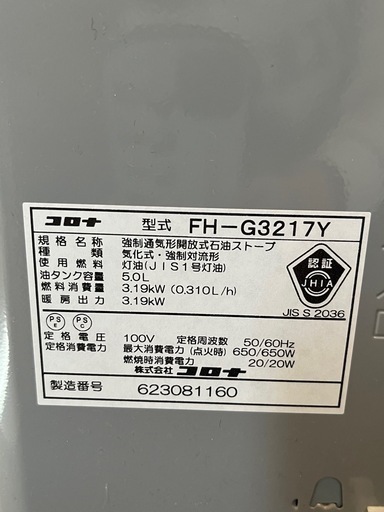 コロナ 型式 FH-G3217Y
規格名称 強制通気形開放式石油ストーブ
種類 気化式・強制対流形
使用燃料 灯油(JIS1号灯油)
油タンク容量 5.0L
燃料消費量 3.19kW (0.310L/h)
暖房出力 3.19kW
認証
JHIA
JIS S 2036
PS E PS C
定格電圧 100V 定格周波数 50/60Hz
定格消費電力 最大消費電力 (点火時) 650/650W
燃焼時消費電力 20/20W
株式会社 コロナ
製造番号 623081160